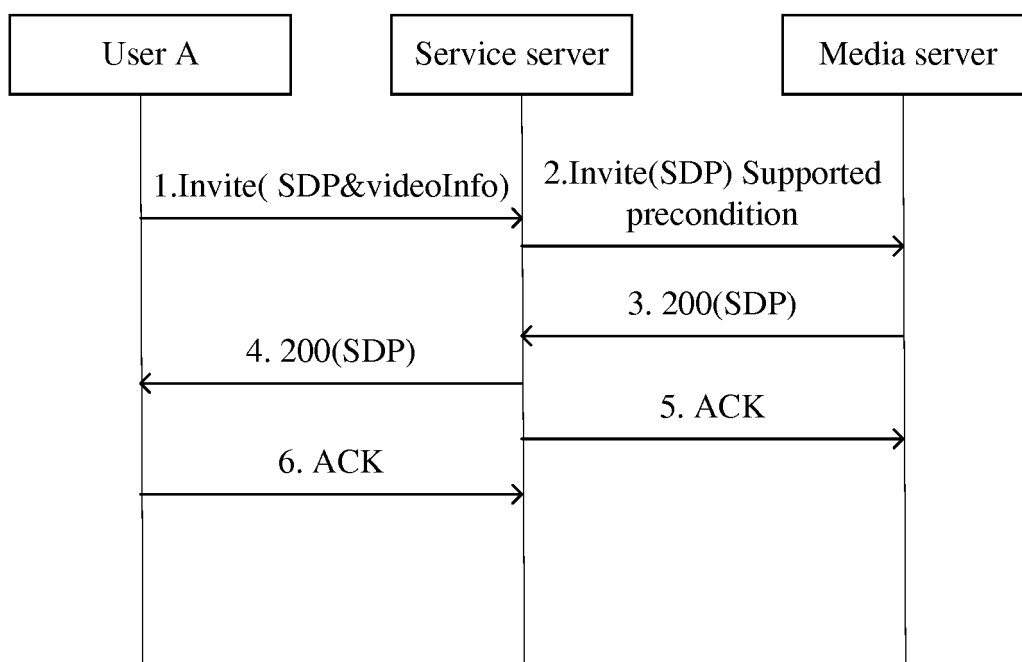 User A
Service server
Media server
1.Invite( SDP&videoInfo)
2.Invite(SDP) Supported
precondition
3. 200(SDP)
4. 200(SDP)
5. ACK
6. ACK